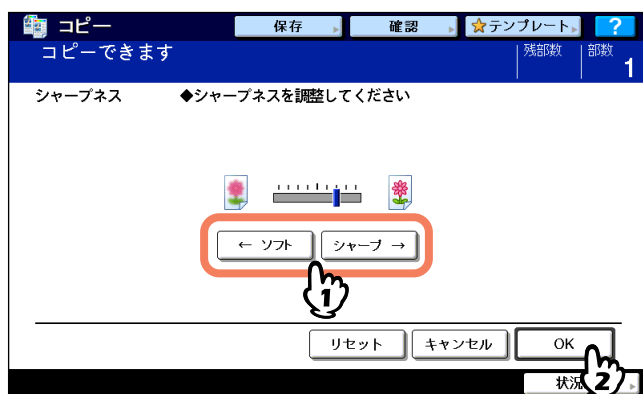 コピー 保存 確認 テンプレート ?
コピーできます 残部数 部数 1
シャープネス ◆シャープネスを調整してください
← ソフト シャープ →
1
リセット キャンセル OK
状況 2